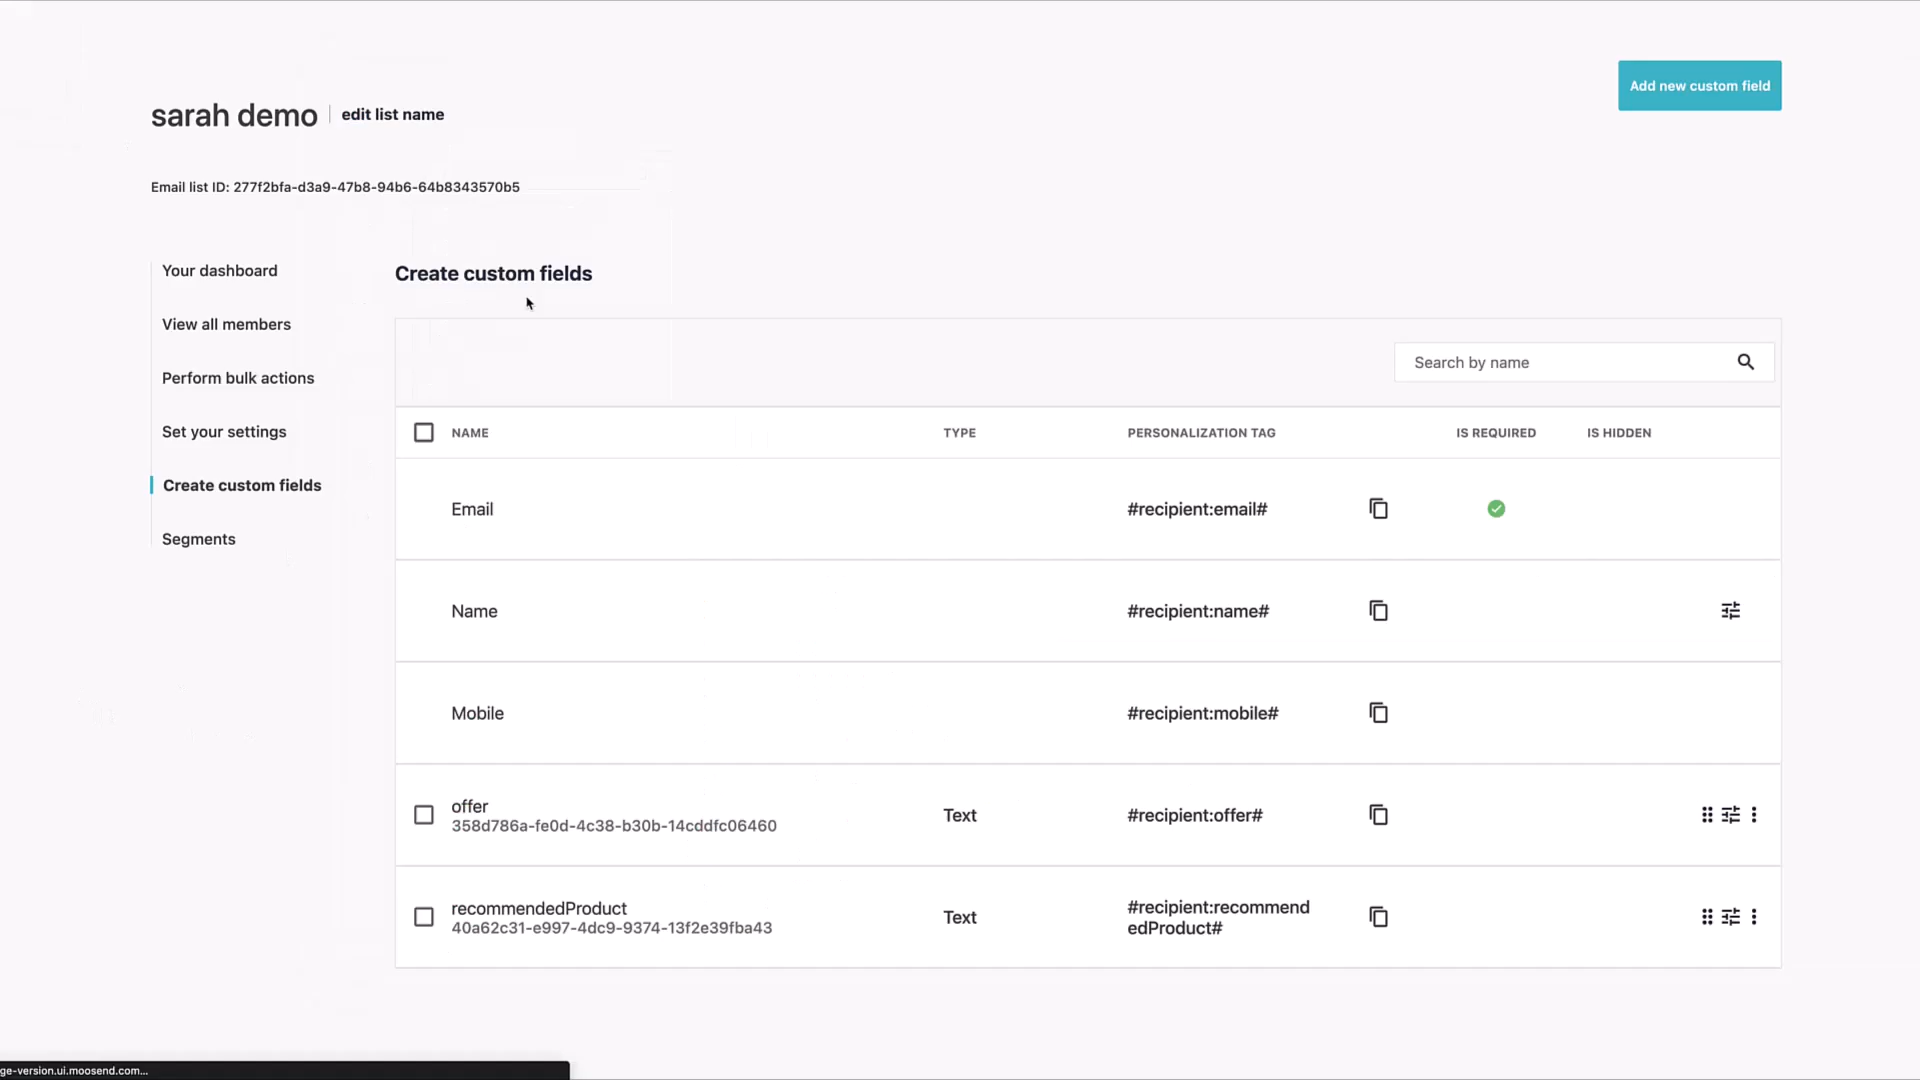 Add new custom field
sarah demo
edit list name
Email list ID: 277f2bfa-d3a9-47b8-94b6-64b8343570b5
Your dashboard
View all members
Perform bulk actions
Set your settings
Create custom fields
Segments
Create custom fields
Search by name
NAME TYPE PERSONALIZATION TAG IS REQUIRED IS HIDDEN
Email #recipient:email#
Name #recipient:name#
Mobile #recipient:mobile#
offer
358d786a-fe0d-4c38-b30b-14cddfc06460
Text
#recipient:offer#
recommendedProduct
40a62c31-e997-4dc9-9374-13f2e39fba43
Text
#recipient:recommend
edProduct#
ge-version.ui.moosend.com...